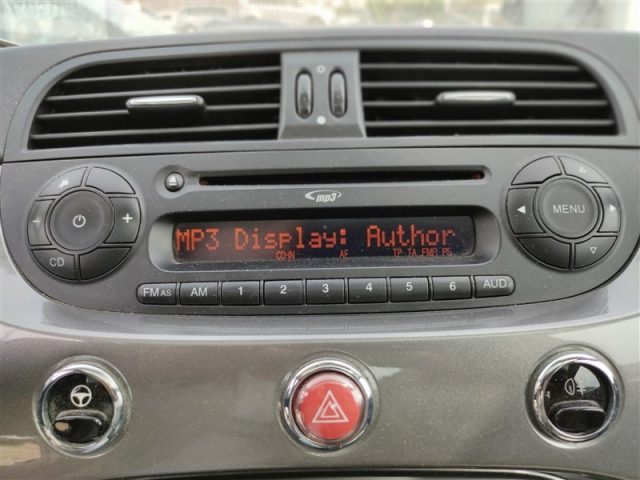 mp3
MENU
CD
MP3 Display: Author
CD-IN AF TP TA FMEI PS
FM AS AM 1 2 3 4 5 6 AUD